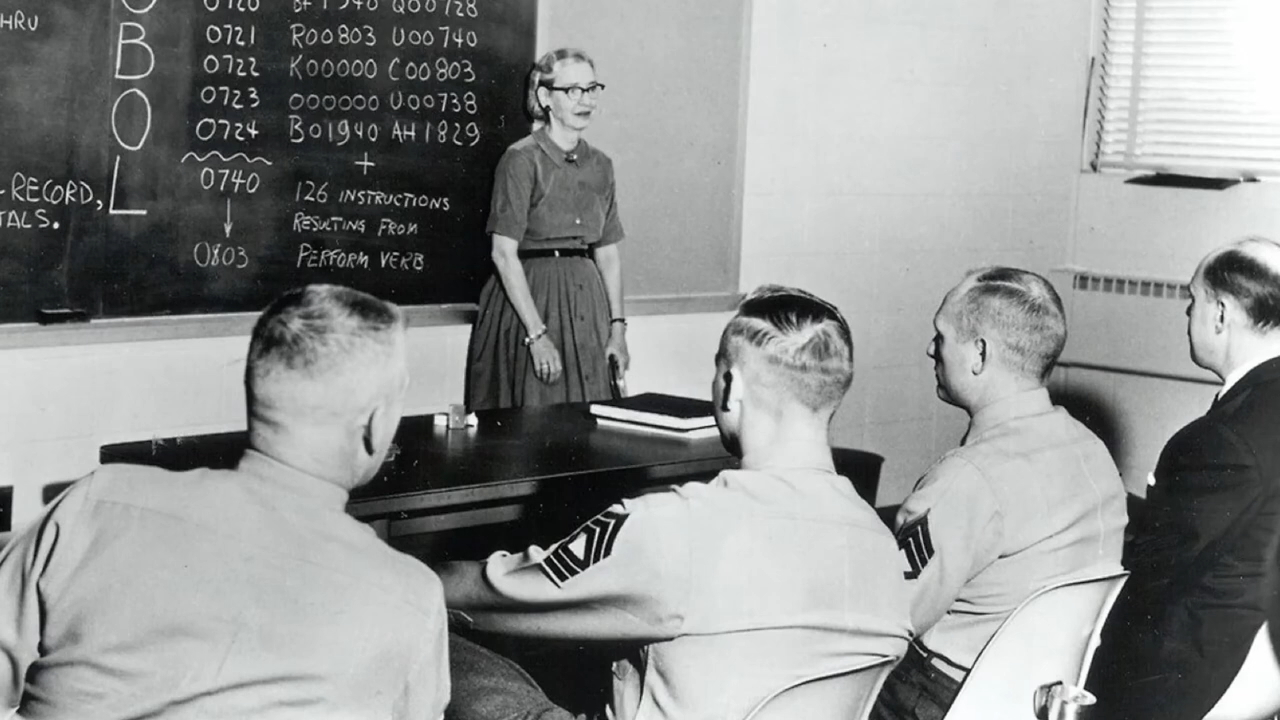 HRU
RECORD,
TALS.
O
B
O
L
0720 Q00728
0721 R00803 U00740
0722 K00000 C00803
0723 000000 U00738
0724 B01940 AH1829
+
0740
↓
0803
126 INSTRUCTIONS
RESULTING FROM
PERFORM VERB